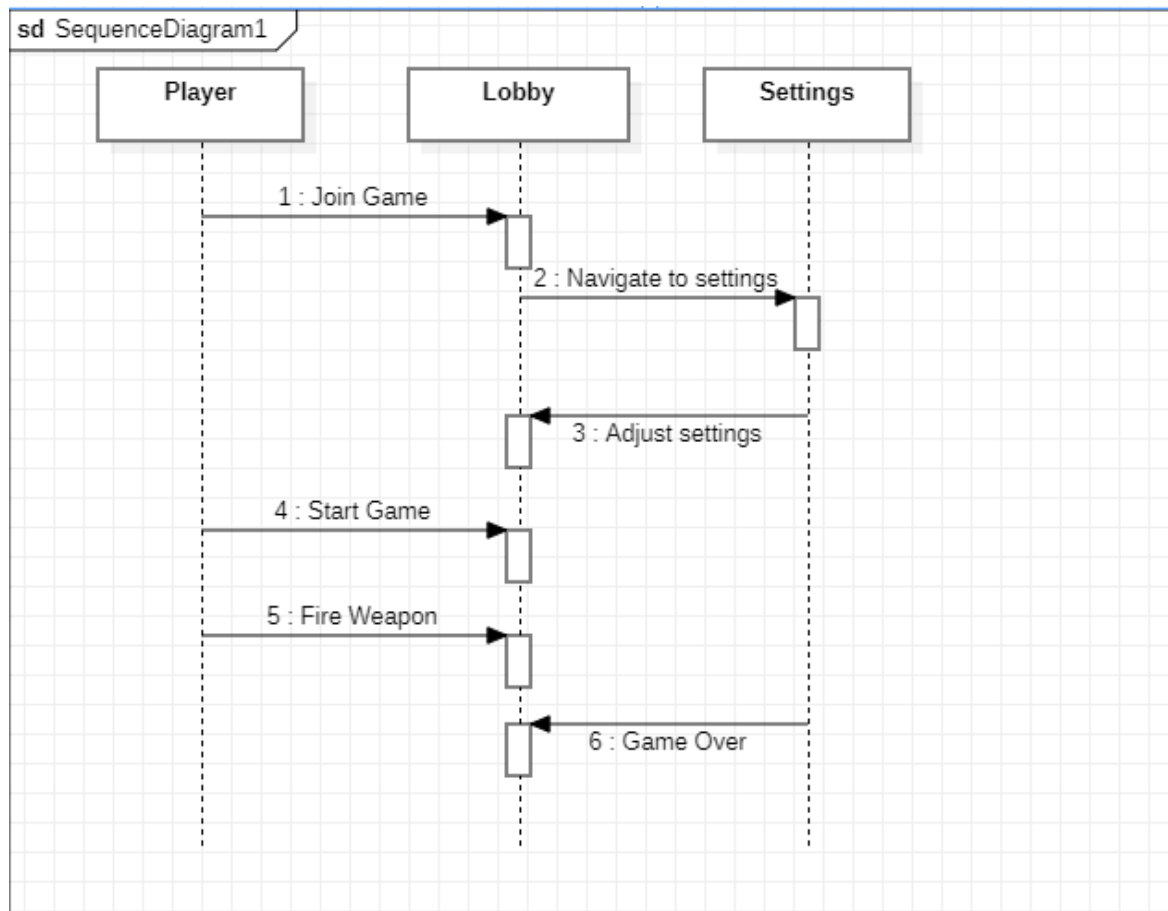 sd SequenceDiagram1
Player
Lobby
Settings
1 : Join Game
2 : Navigate to settings
3 : Adjust settings
4 : Start Game
5 : Fire Weapon
6 : Game Over